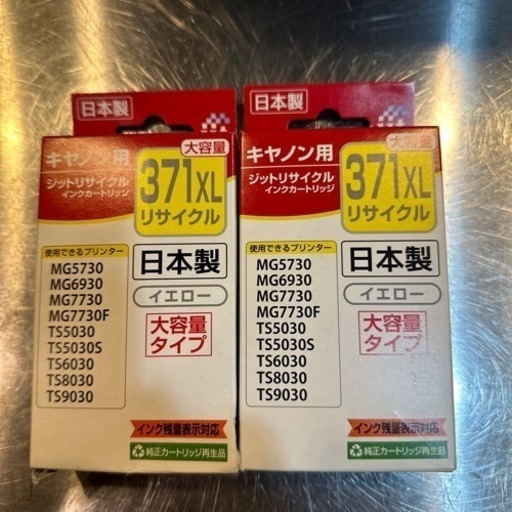 日本製
キヤノン用
大容量
ジットリサイクル
インクカートリッジ
371XL
リサイクル
使用できるプリンター
MG5730
MG6930
MG7730
MG7730F
TS5030
TS5030S
TS6030
TS8030
TS9030
日本製
イエロー
大容量
タイプ
インク残量表示対応
純正カートリッジ再生品
日本製
キヤノン用
大容量
ジットリサイクル
インクカートリッジ
371XL
リサイクル
使用できるプリンター
MG5730
MG6930
MG7730
MG7730F
TS5030
TS5030S
TS6030
TS8030
TS9030
日本製
イエロー
大容量
タイプ
インク残量表示対応
純正カートリッジ再生品